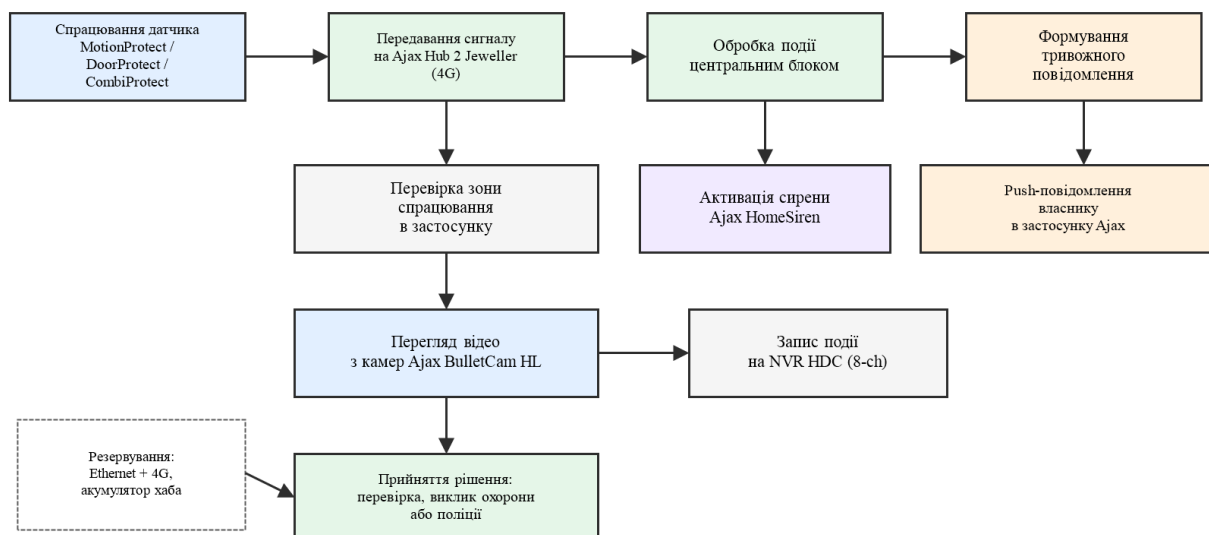 Спрацювання датчика
MotionProtect /
DoorProtect /
CombiProtect
Передавання сигналу
на Ajax Hub 2 Jeweller
(4G)
Обробка події
центральним блоком
Формування
тривожного
повідомлення
Перевірка зони
спрацювання
в застосунку
Активація сирени
Ajax HomeSiren
Push-повідомлення
власнику
в застосунку Ajax
Перегляд відео
з камер Ajax BulletCam HL
Запис події
на NVR HDC (8-ch)
Резервування:
Ethernet + 4G,
акумулятор хаба
Прийняття рішення:
перевірка, виклик охорони
або поліції